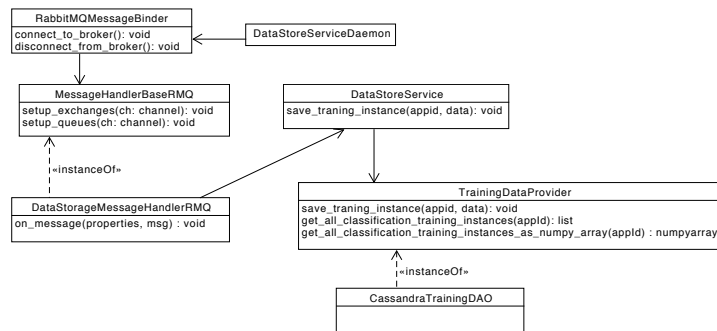 RabbitMQMessageBinder
connect_to_broker(): void
disconnect_from_broker(): void
DataStoreServiceDaemon
MessageHandlerBaseRMQ
setup_exchanges(ch: channel): void
setup_queues(ch: channel): void
DataStoreService
save_traning_instance(appid, data): void
«instanceOf»
DataStorageMessageHandlerRMQ
on_message(properties, msg) : void
TrainingDataProvider
save_traning_instance(appid, data): void
get_all_classification_training_instances(appId): list
get_all_classification_training_instances_as_numpy_array(appId) : numpyarray
«instanceOf»
CassandraTrainingDAO